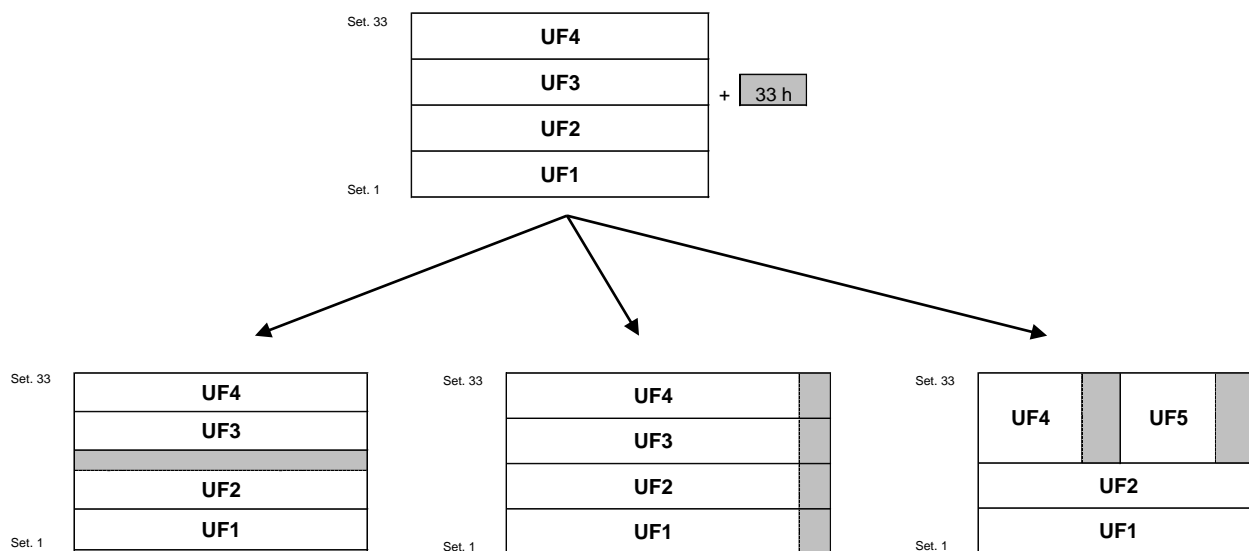 Set. 33
UF4
UF3
+ 33 h
UF2
UF1
Set. 1
Set. 33
UF4
UF3
UF2
UF1
Set. 1
Set. 33
UF4
UF3
UF2
UF1
Set. 1
Set. 33
UF4 UF5
UF2
UF1
Set. 1